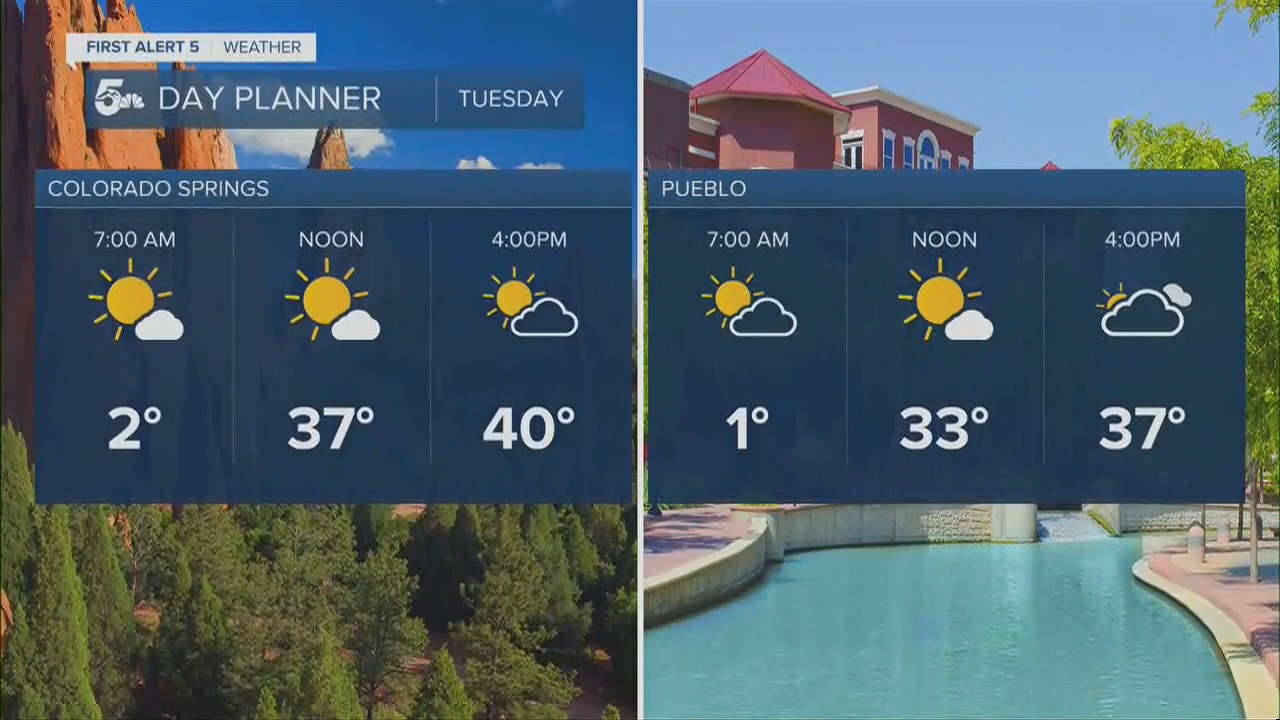 FIRST ALERT 5 | WEATHER
5 DAY PLANNER | TUESDAY
COLORADO SPRINGS
7:00 AM NOON 4:00PM
2° 37° 40°
PUEBLO
7:00 AM NOON 4:00PM
1° 33° 37°